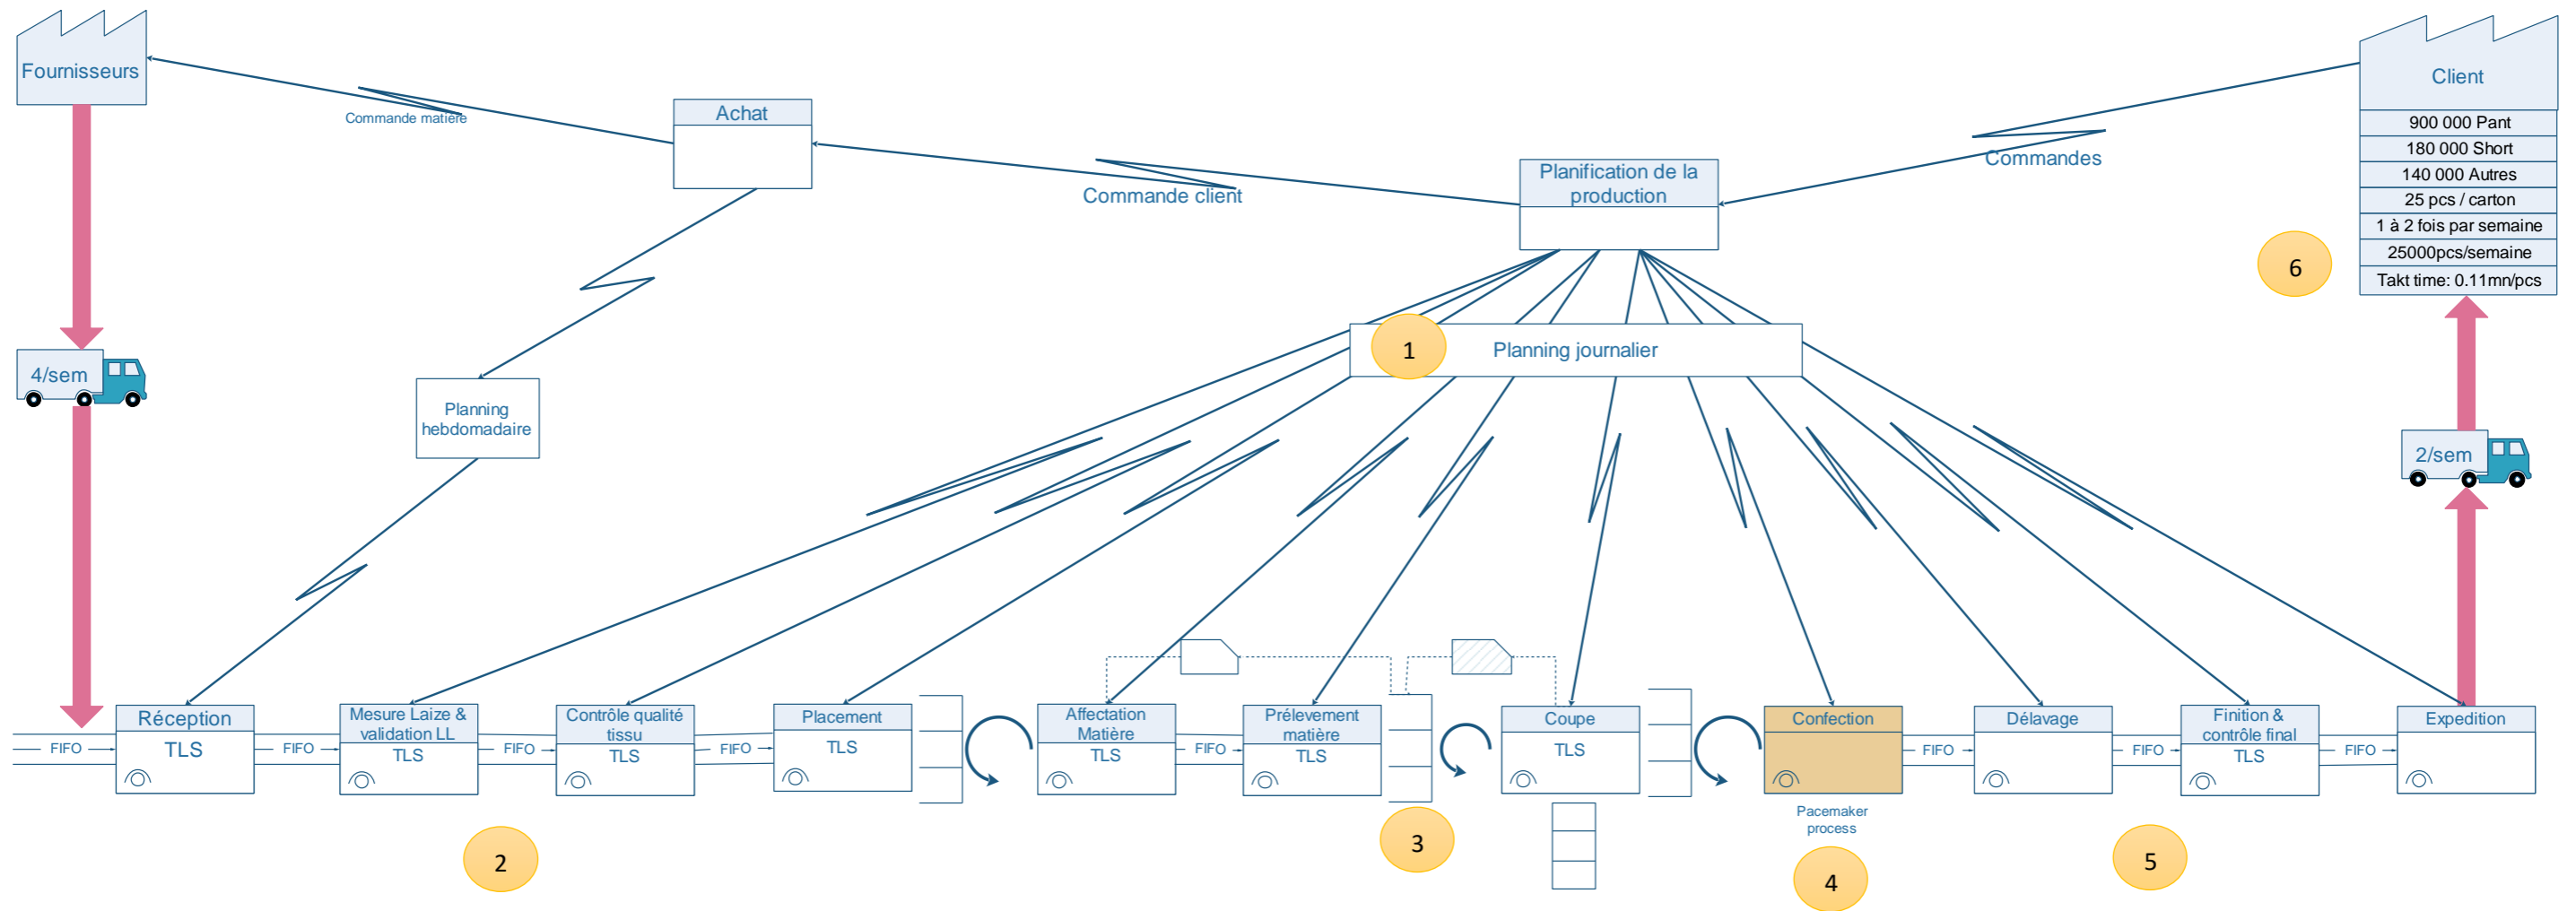 Fournisseurs
Client
Commande matière
Achat
900 000 Pant
180 000 Short
140 000 Autres
25 pcs / carton
1 à 2 fois par semaine
25000pcs/semaine
Takt time: 0.11mn/pcs
Commandes
Planification de la
production
Commande client
6
1
Planning journalier
4/sem
Planning
hebdomadaire
2/sem
Réception
TLS
Mesure Laize &
validation LL
TLS
Contrôle qualité
tissu
TLS
Placement
TLS
Affectation
Matière
TLS
Prélevement
matière
TLS
Coupe
TLS
Confection
Délavage
Finition &
contrôle final
TLS
Expedition
FIFO
FIFO
FIFO
FIFO
FIFO
FIFO
FIFO
FIFO
Pacemaker
process
2
3
4
5